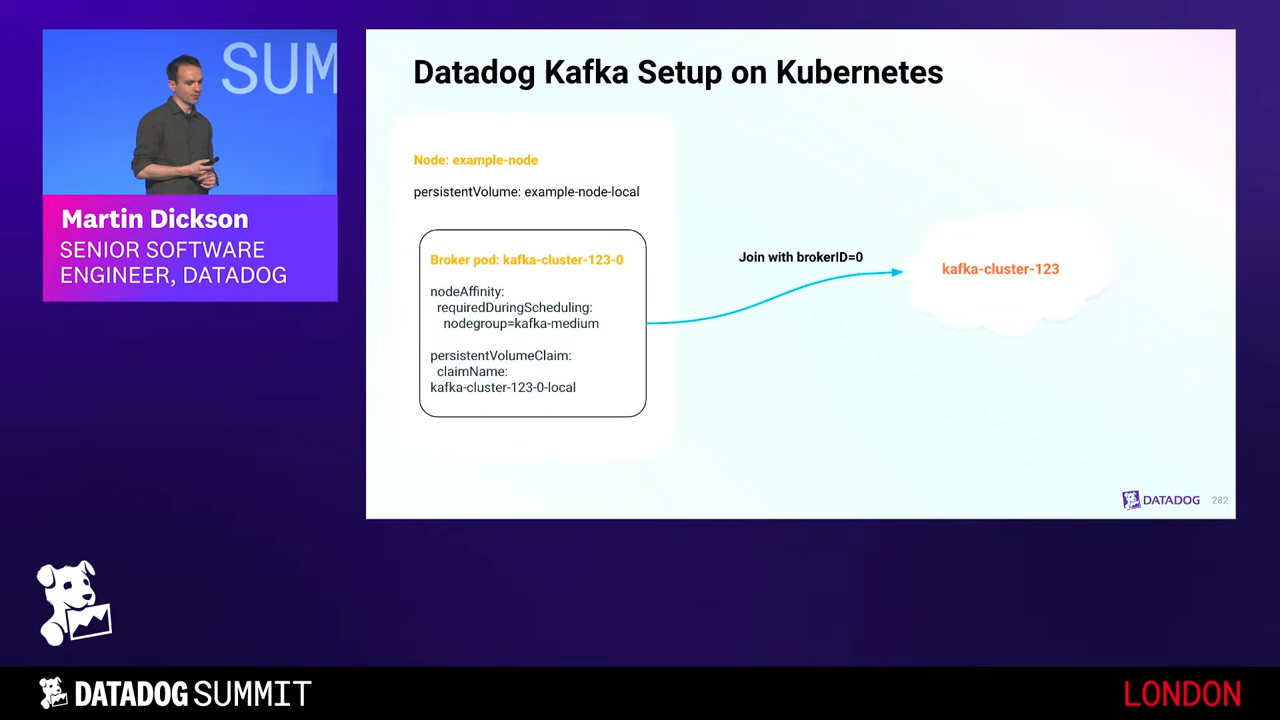 SUM
Martin Dickson
SENIOR SOFTWARE
ENGINEER, DATADOG
Datadog Kafka Setup on Kubernetes
Node: example-node
persistentVolume: example-node-local
Broker pod: kafka-cluster-123-0
nodeAffinity:
requiredDuringScheduling:
nodegroup=kafka-medium
persistentVolumeClaim:
claimName:
kafka-cluster-123-0-local
Join with brokerID=0
kafka-cluster-123
DATADOG 282
DATADOG SUMMIT
LONDON